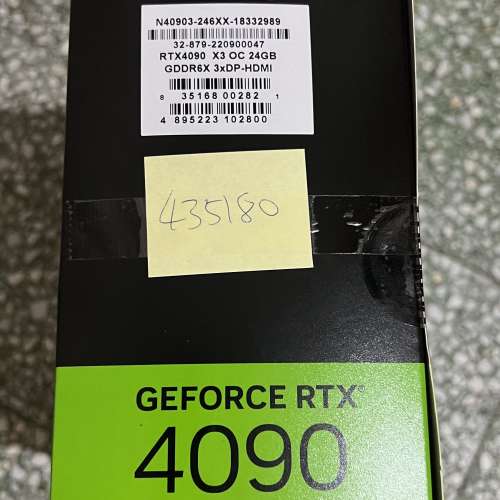 N40903-246XX-18332989
32-879-220900047
RTX4090 X3 OC 24GB
GDDR6X 3xDP-HDMI
8 35168 00282 1
4 895223 102800
435180
GEFORCE RTX
4090